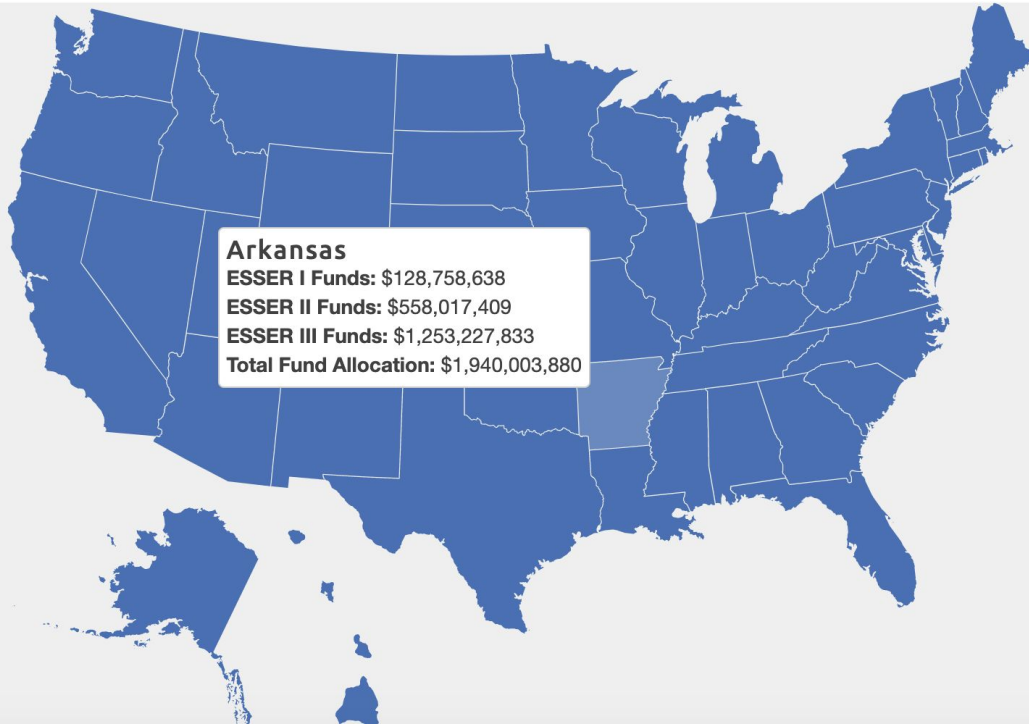 Arkansas
ESSER I Funds: $128,758,638
ESSER II Funds: $558,017,409
ESSER III Funds: $1,253,227,833
Total Fund Allocation: $1,940,003,880